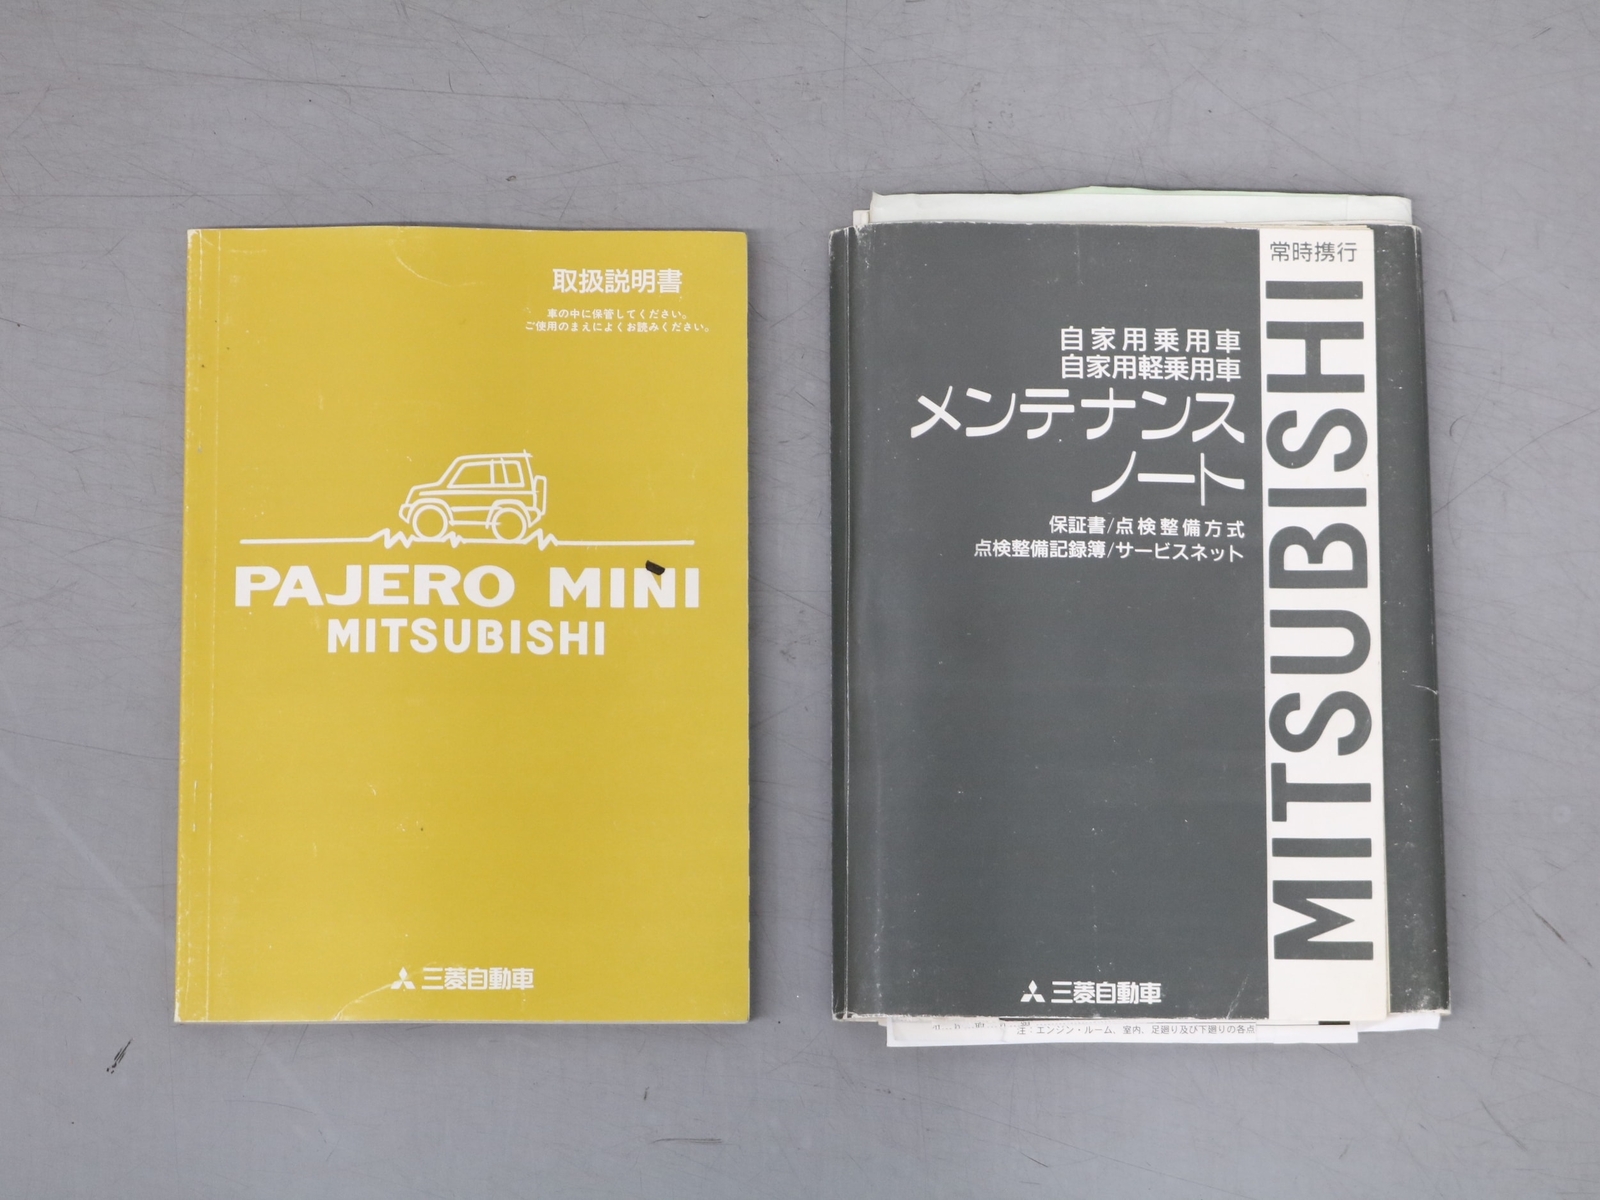 取扱説明書
車の中に保管してください。
ご使用のまえによくお読みください。
PAJERO MINI
MITSUBISHI
三菱自動車
常時携行
自家用乗用車
自家用軽乗用車
メンテナンス
ノート
保証書/点検整備方式
点検整備記録簿/サービスネット
MITSUBISHI
三菱自動車
注：エンジン・ルーム、室内、足廻り及び下廻りの各点